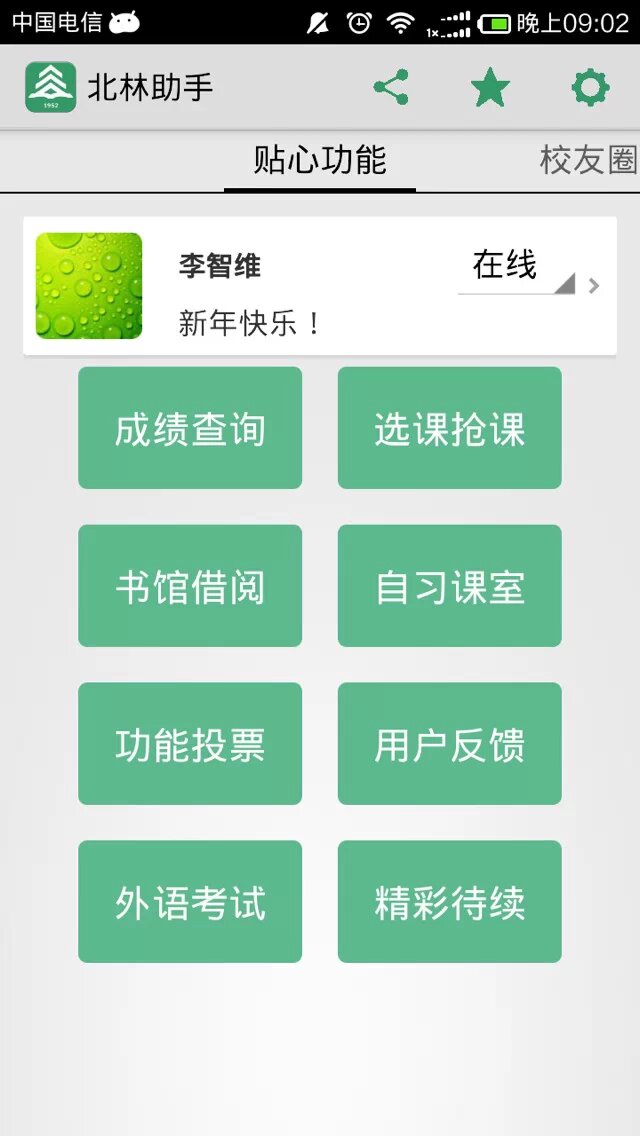 中国电信 1x 晚上09:02
1952 北林助手
贴心功能 校友圈
李智维 在线
新年快乐！
成绩查询 选课抢课
书馆借阅 自习课室
功能投票 用户反馈
外语考试 精彩待续